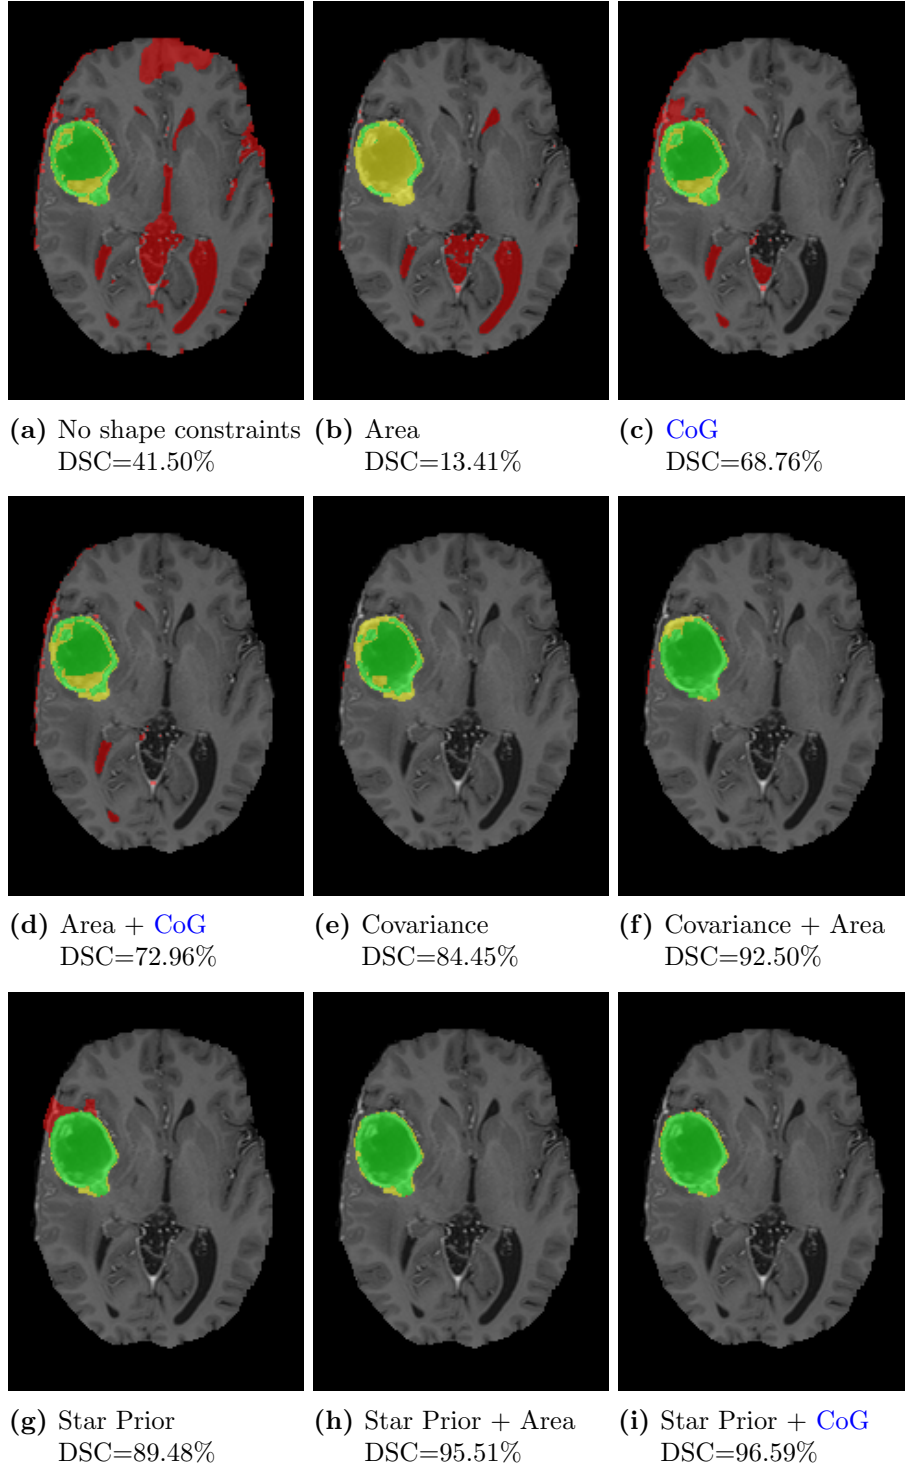 (a) No shape constraints
DSC=41.50%
(b) Area
DSC=13.41%
(c) CoG
DSC=68.76%
(d) Area + CoG
DSC=72.96%
(e) Covariance
DSC=84.45%
(f) Covariance + Area
DSC=92.50%
(g) Star Prior
DSC=89.48%
(h) Star Prior + Area
DSC=95.51%
(i) Star Prior + CoG
DSC=96.59%